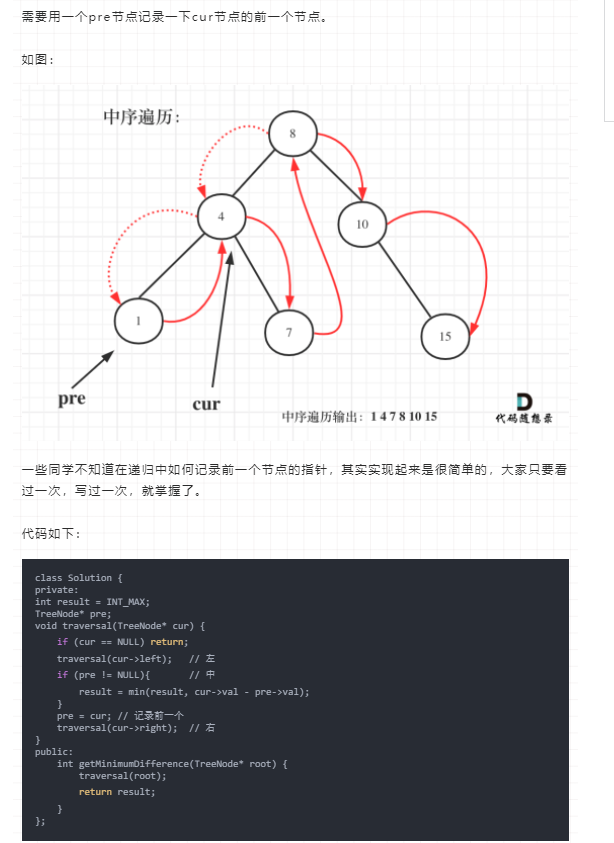 需要用一个pre节点记录一下cur节点的前一个节点。
如图：
中序遍历：
8
4
10
1
7
15
pre
cur
中序遍历输出：1 4 7 8 10 15
代码随想录
一些同学不知道在递归中如何记录前一个节点的指针，其实实现起来是很简单的，大家只要看
过一次，写过一次，就掌握了。
代码如下：
class Solution {
private:
int result = INT_MAX;
TreeNode* pre;
void traversal(TreeNode* cur) {
    if (cur == NULL) return;
    traversal(cur->left);   // 左
    if (pre != NULL){       // 中
        result = min(result, cur->val - pre->val);
    }
    pre = cur; // 记录前一个
    traversal(cur->right);  // 右
}
public:
    int getMinimumDifference(TreeNode* root) {
        traversal(root);
        return result;
    }
};